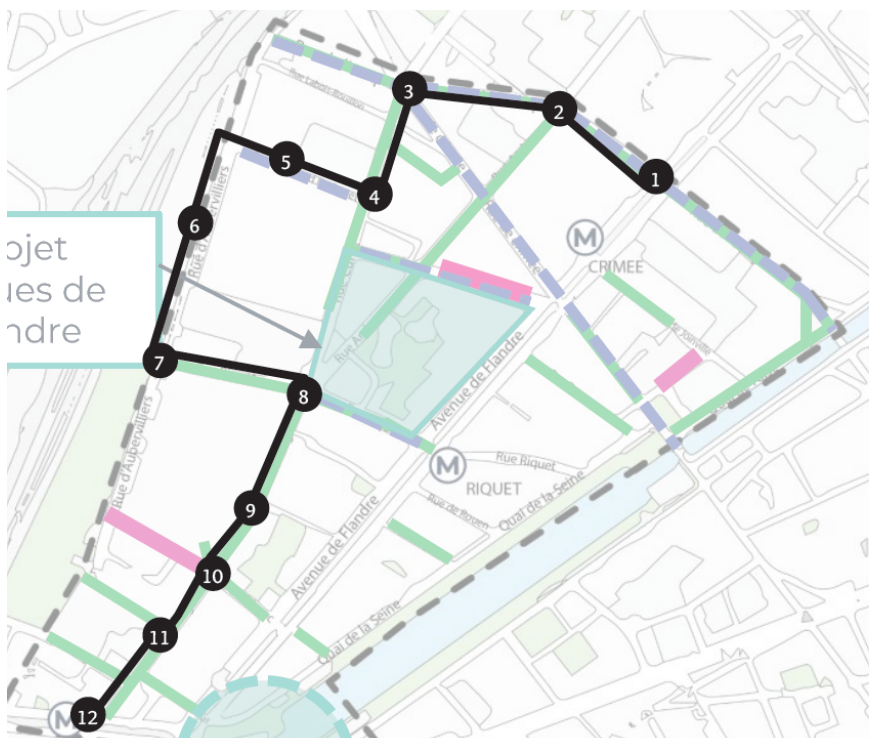 3
2
1
Rue Labois-Rouillon
5
4
6
Rue d'Aubervilliers
M
CRIMEE
ojet
ues de
ndre
7
8
Avenue de Flandre
M
RIQUET
Rue Riquet
Rue de Rouen
Quai de la Seine
Rue d'Aubervilliers
9
Avenue de Flandre
10
11
Quai de la Seine
M
12